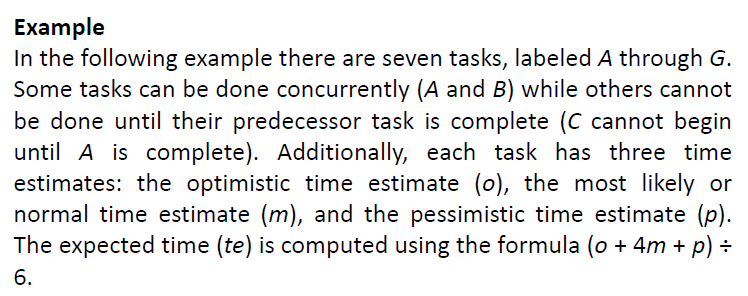 Example
In the following example there are seven tasks, labeled A through G.
Some tasks can be done concurrently (A and B) while others cannot
be done until their predecessor task is complete (C cannot begin
until A is complete). Additionally, each task has three time
estimates: the optimistic time estimate (o), the most likely or
normal time estimate (m), and the pessimistic time estimate (p).
The expected time (te) is computed using the formula (o + 4m + p) ÷
6.